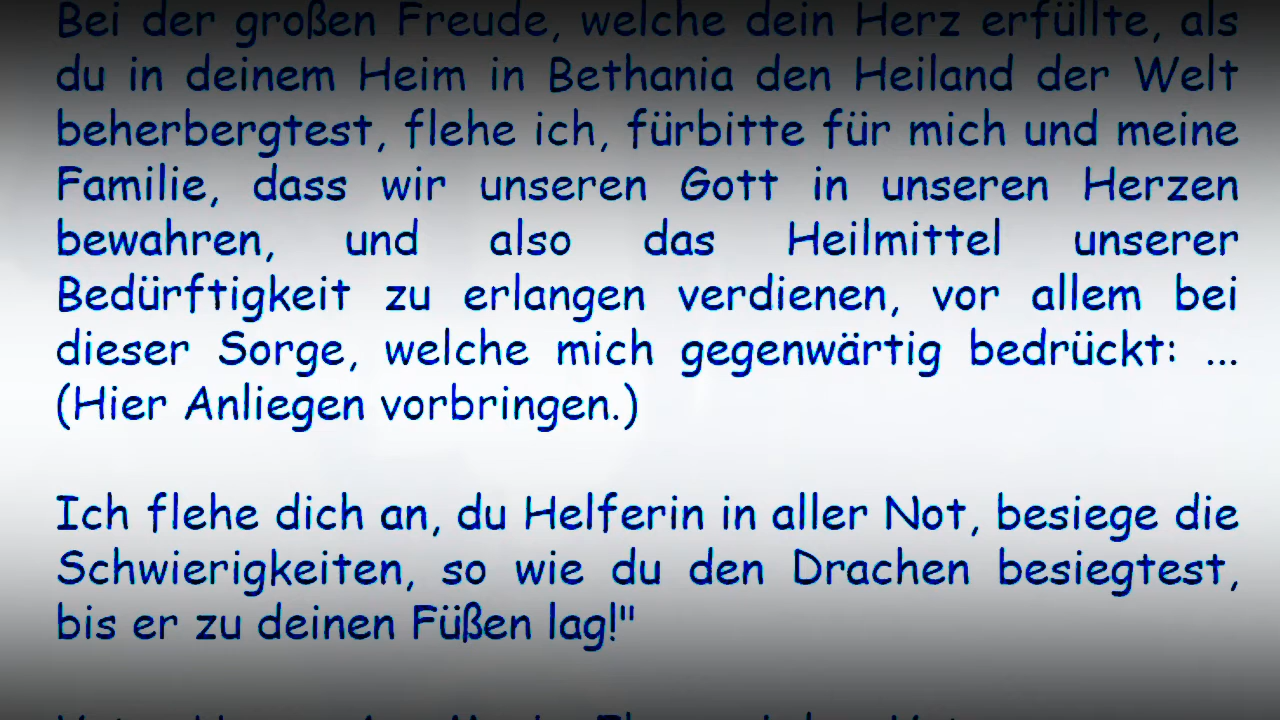 Bei der großen Freude, welche dein Herz erfüllte, als
du in deinem Heim in Bethania den Heiland der Welt
beherbergtest, flehe ich, fürbitte für mich und meine
Familie, dass wir unseren Gott in unseren Herzen
bewahren, und also das Heilmittel unserer
Bedürftigkeit zu erlangen verdienen, vor allem bei
dieser Sorge, welche mich gegenwärtig bedrückt: ...
(Hier Anliegen vorbringen.)
Ich flehe dich an, du Helferin in aller Not, besiege die
Schwierigkeiten, so wie du den Drachen besiegtest,
bis er zu deinen Füßen lag!"